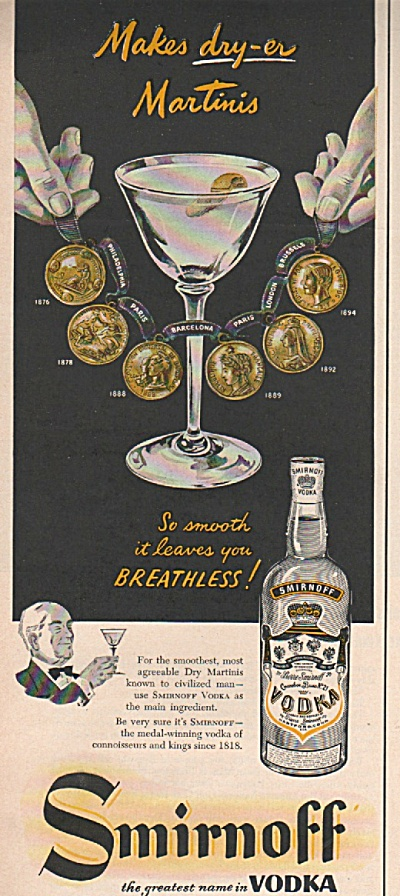 Makes dry-er
Martinis
PHILADELPHIA
PARIS
BARCELONA
PARIS
LONDON
BRUSSELS
1876
1878
1888
1889
1892
1894
SMIRNOFF
VODKA
So smooth
it leaves you
BREATHLESS!
SMIRNOFF
VODKA
For the smoothest, most
agreeable Dry Martinis
known to civilized man—
use SMIRNOFF VODKA as
the main ingredient.
Be very sure it's SMIRNOFF—
the medal-winning vodka of
connoisseurs and kings since 1818.
Smirnoff
the greatest name in VODKA